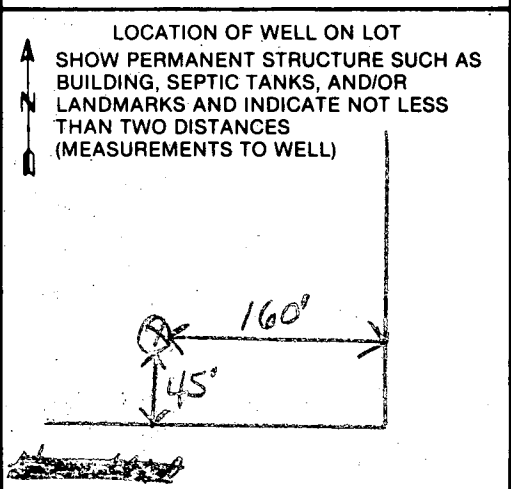 LOCATION OF WELL ON LOT
SHOW PERMANENT STRUCTURE SUCH AS
BUILDING, SEPTIC TANKS, AND/OR
N LANDMARKS AND INDICATE NOT LESS
THAN TWO DISTANCES
(MEASUREMENTS TO WELL)
160'
45'